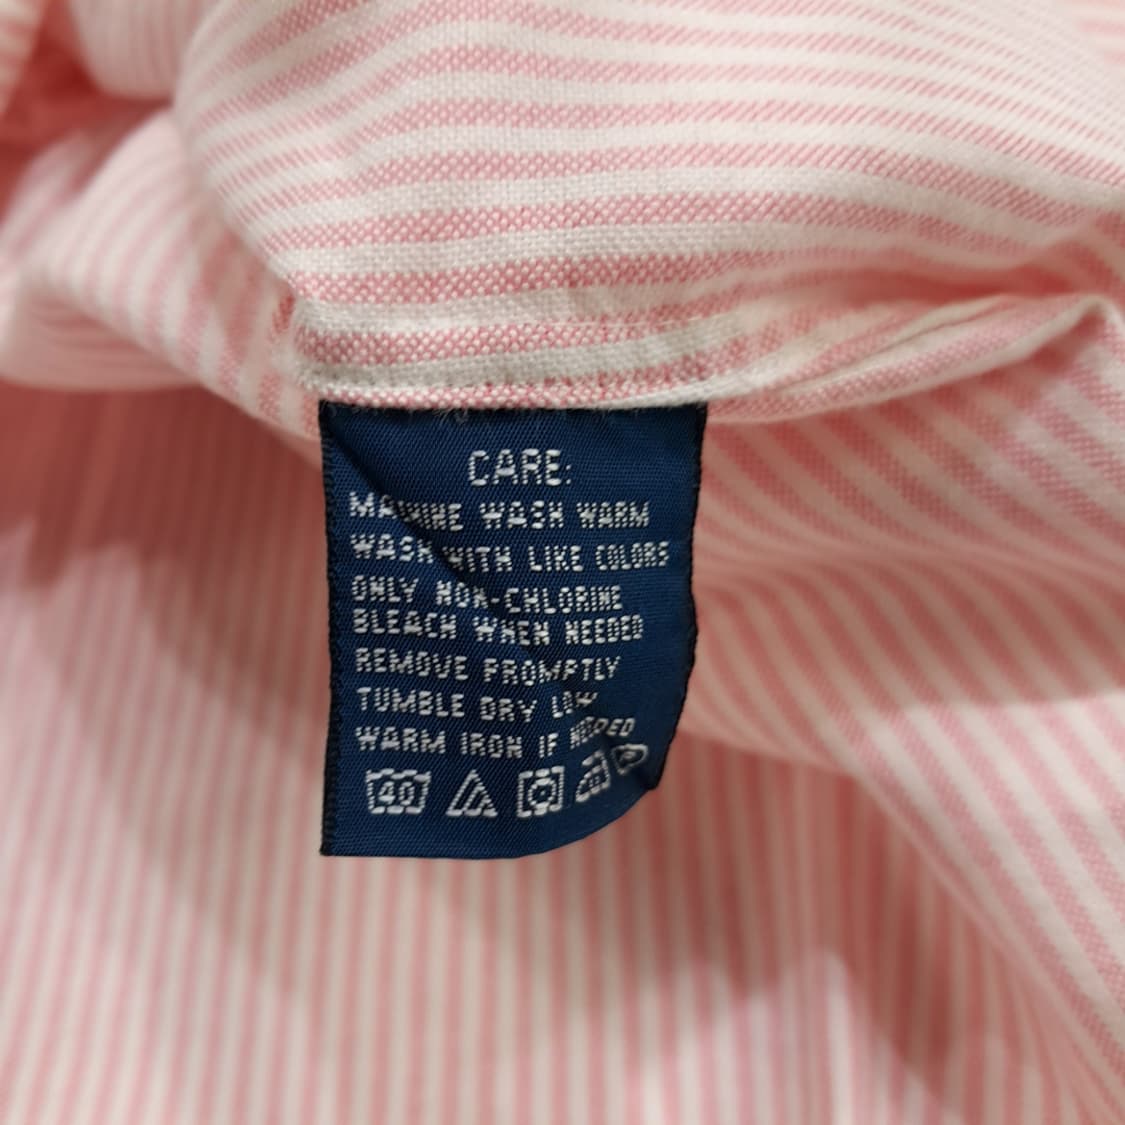 CARE:
MACHINE WASH WARM
WASH WITH LIKE COLORS
ONLY NON-CHLORINE
BLEACH WHEN NEEDED
REMOVE PROMPTLY
TUMBLE DRY LOW
WARM IRON IF NEEDED
40 P